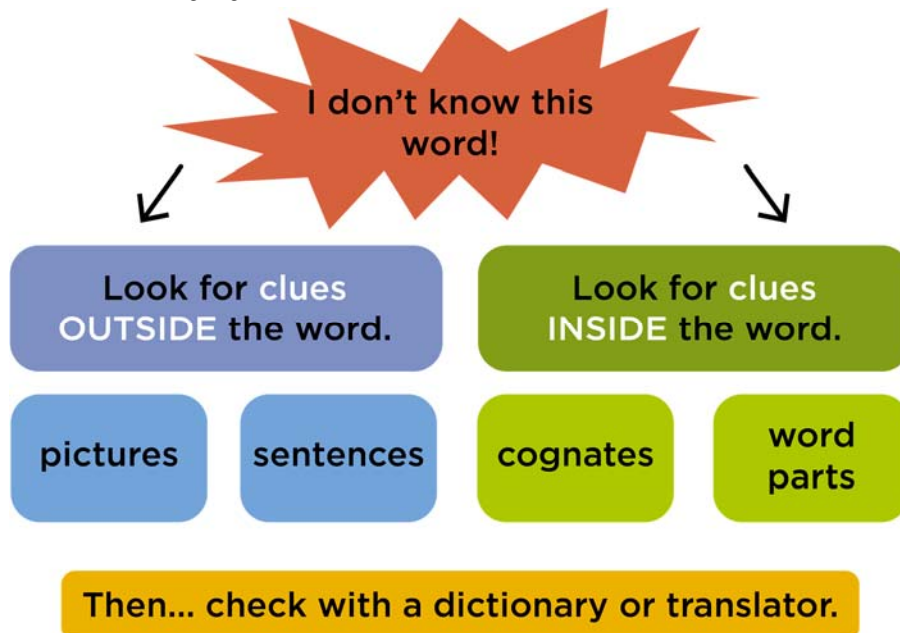 I don't know this
word!
Look for clues
OUTSIDE the word.
Look for clues
INSIDE the word.
pictures
sentences
cognates
word
parts
Then... check with a dictionary or translator.